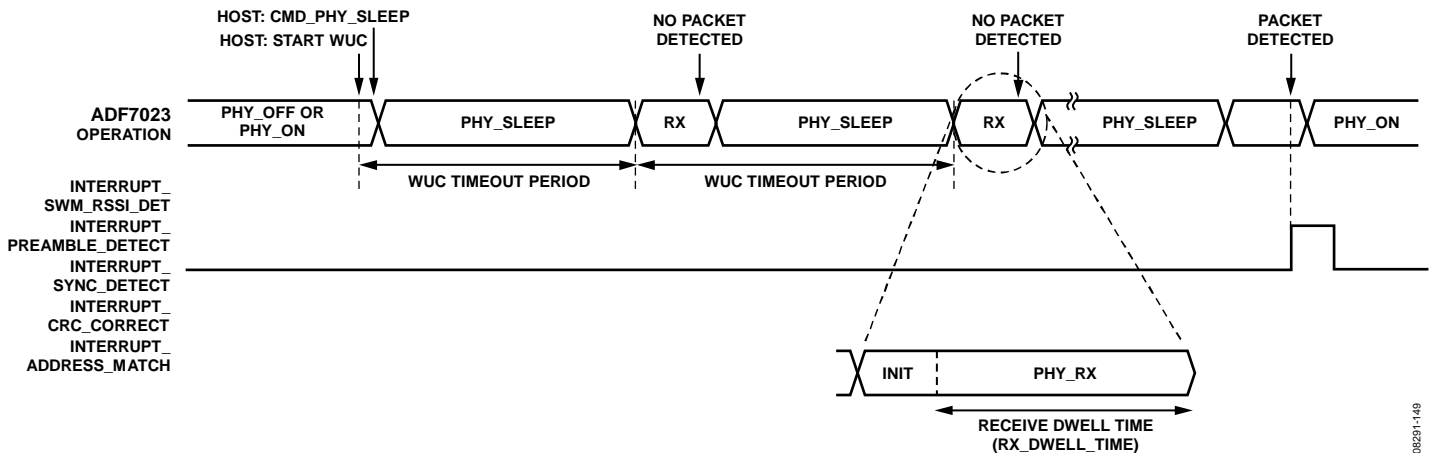 HOST: CMD_PHY_SLEEP
HOST: START WUC
NO PACKET
DETECTED
NO PACKET
DETECTED
PACKET
DETECTED
ADF7023
OPERATION
PHY_OFF OR
PHY_ON
PHY_SLEEP
RX
PHY_SLEEP
RX
PHY_SLEEP
PHY_ON
WUC TIMEOUT PERIOD
WUC TIMEOUT PERIOD
INTERRUPT_
SWM_RSSI_DET
INTERRUPT_
PREAMBLE_DETECT
INTERRUPT_
SYNC_DETECT
INTERRUPT_
CRC_CORRECT
INTERRUPT_
ADDRESS_MATCH
INIT
PHY_RX
RECEIVE DWELL TIME
(RX_DWELL_TIME)
08291-149